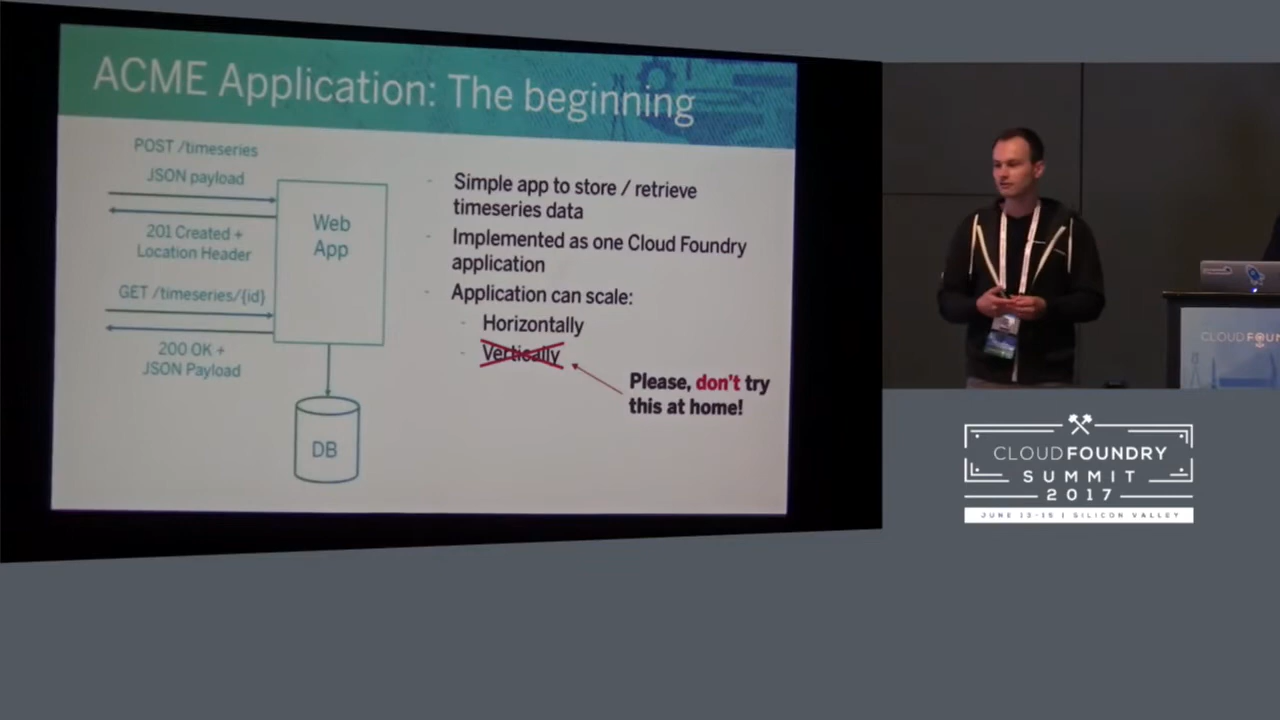 ACME Application: The beginning
POST /timeseries
JSON payload
201 Created +
Location Header
GET /timeseries/{id}
200 OK +
JSON Payload
Web
App
DB
- Simple app to store / retrieve
timeseries data
- Implemented as one Cloud Foundry
application
- Application can scale:
- Horizontally
- Vertically
Please, don't try
this at home!
CLOUD FOUN
CLOUD FOUNDRY
SUMMIT
2017
JUNE 13-15 | SILICON VALLEY